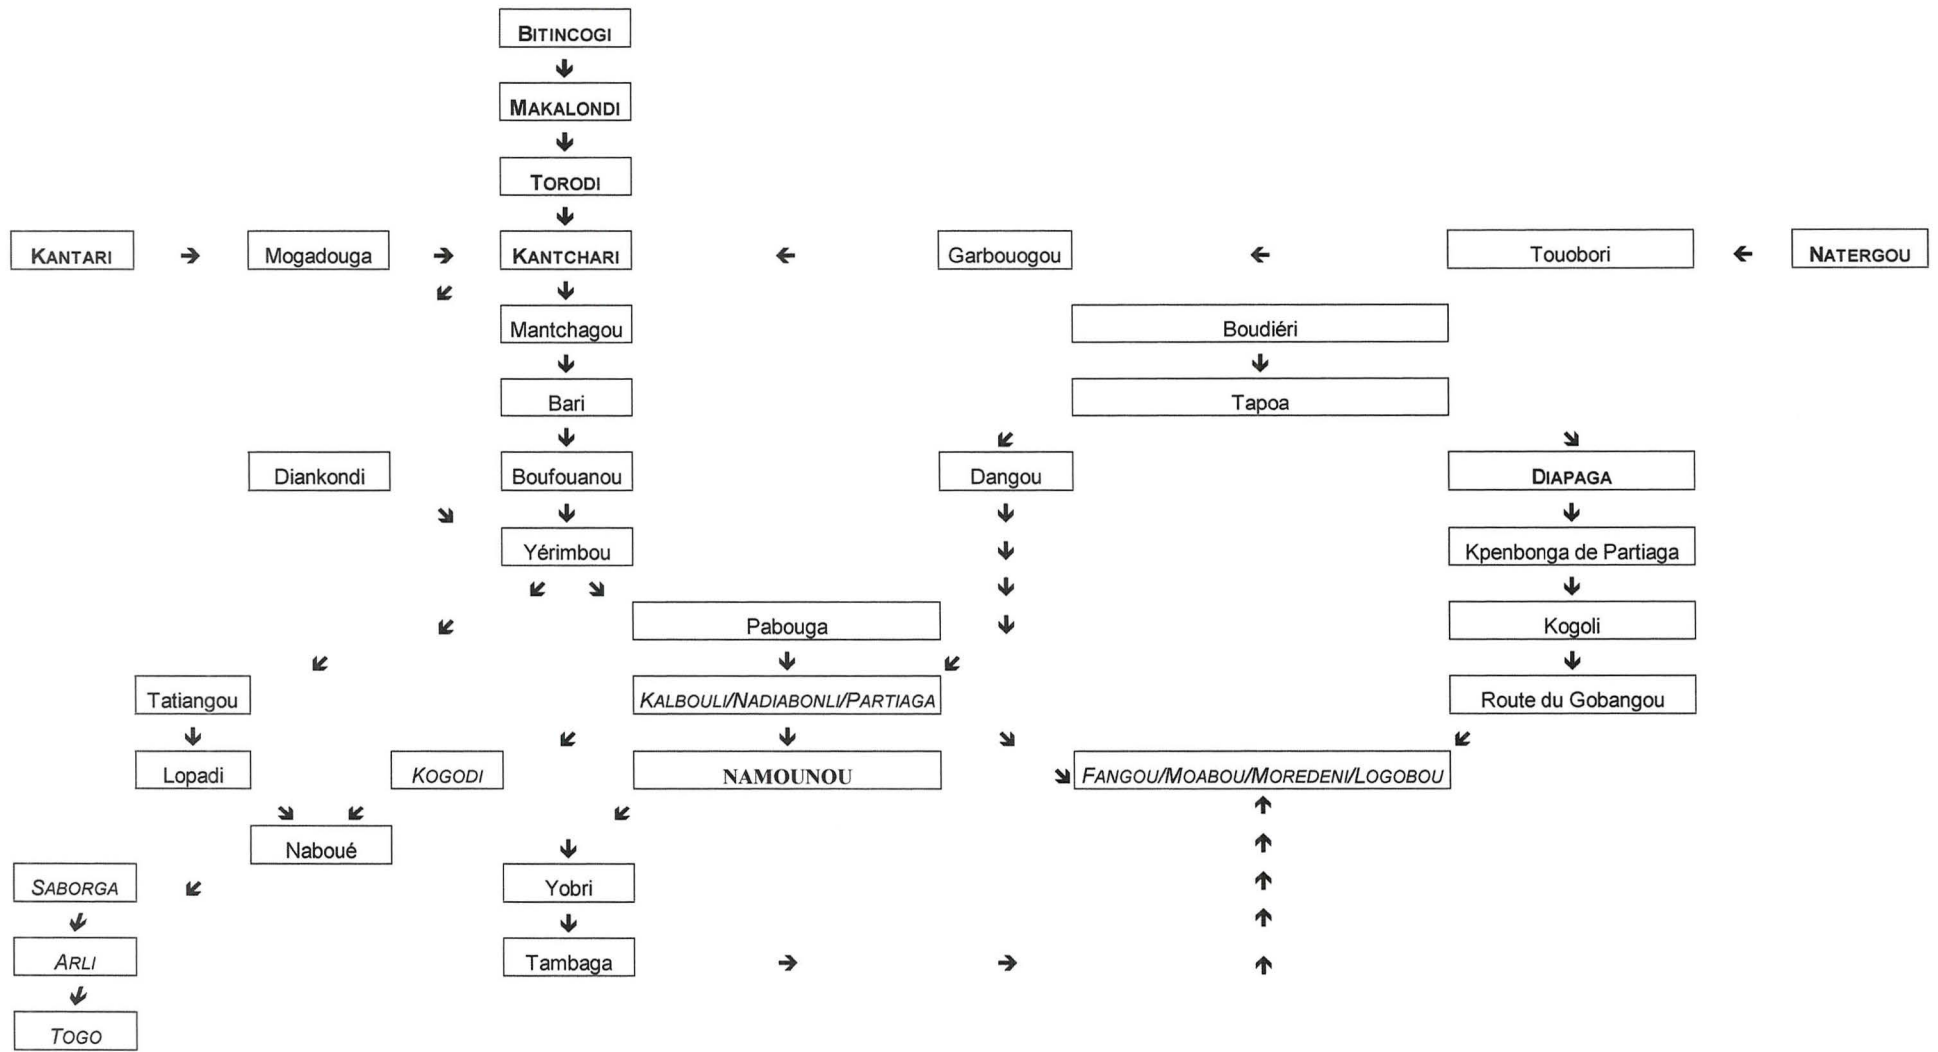 BITINCOGI
MAKALONDI
TORODI
KANTARI
Mogadouga
KANTCHARI
Garbouogou
Touobori
NATERGOU
Mantchagou
Boudiéri
Bari
Tapoa
Diankondi
Boufouanou
Dangou
DIAPAGA
Yérimbou
Kpenbonga de Partiaga
Pabouga
Kogoli
Tatiangou
KALBOULI/NADIABONLI/PARTIAGA
Route du Gobangou
Lopadi
KOGODI
NAMOUNOU
FANGOU/MOABOU/MOREDENI/LOGOBOU
Naboué
SABORGA
Yobri
ARLI
Tambaga
TOGO